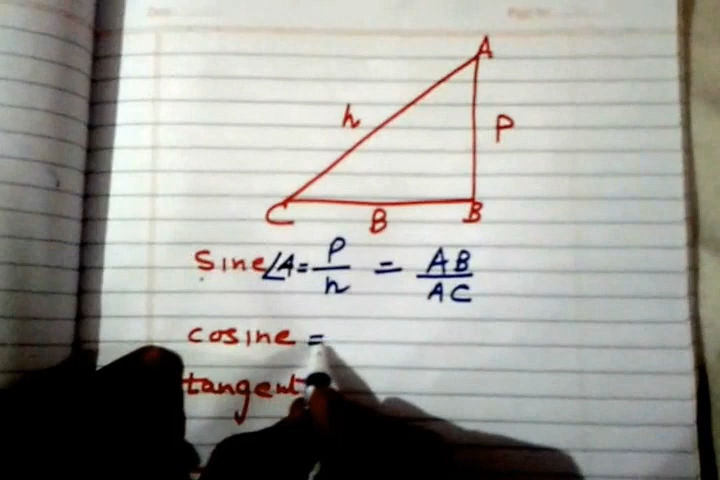 A
h
P
C
B
B
Sine∠A = P/h = AB/AC
cosine =
tangent